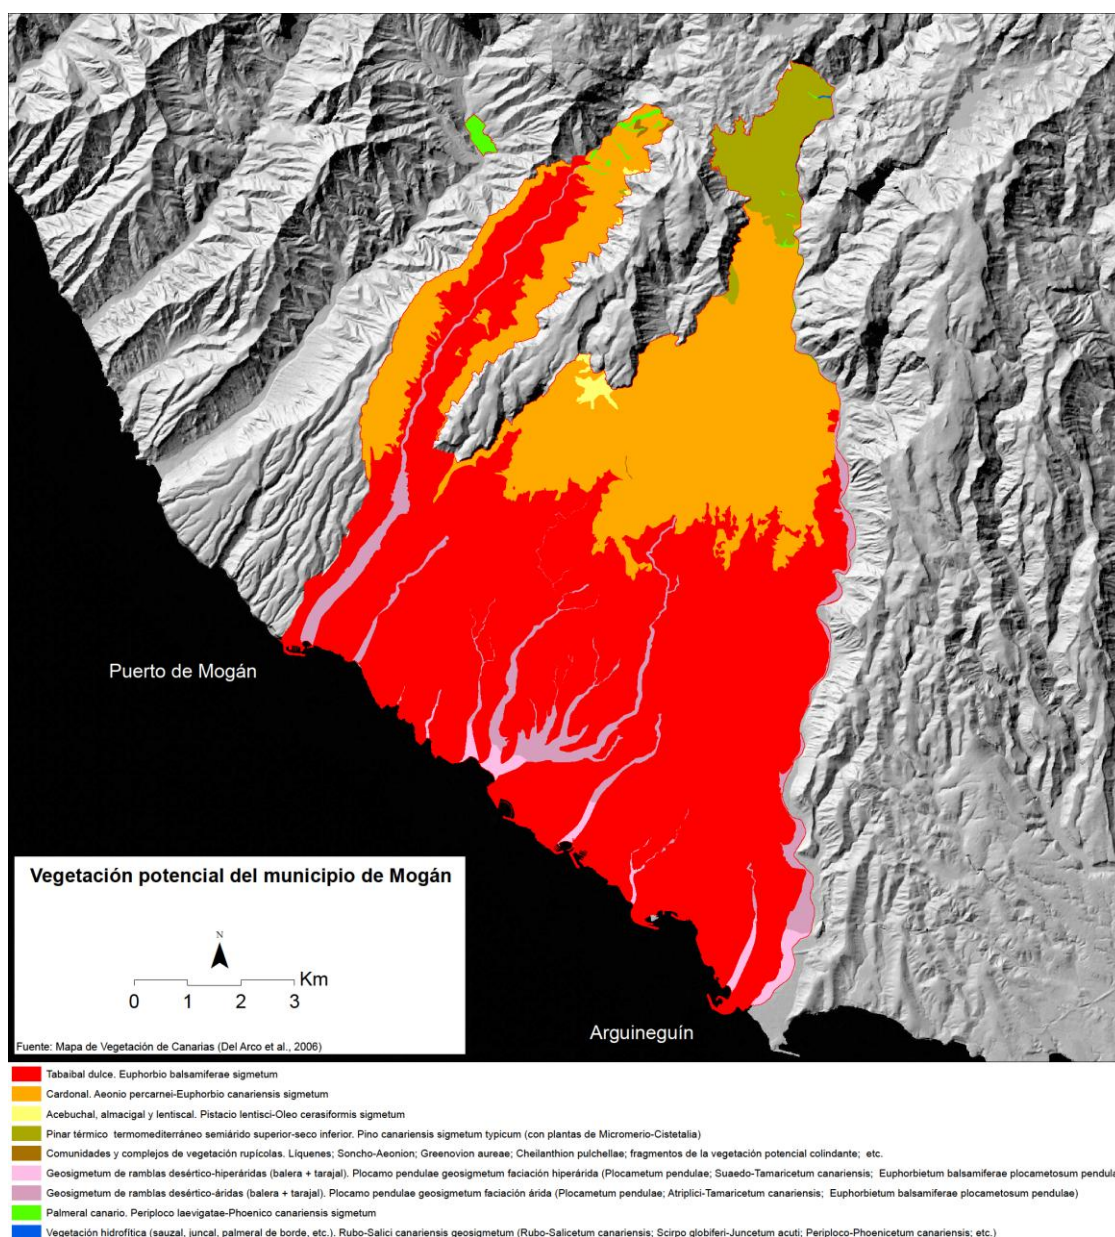 Puerto de Mogán
Vegetación potencial del municipio de Mogán
N
Km
0 1 2 3
Fuente: Mapa de Vegetación de Canarias (Del Arco et al., 2006)
Arguineguín
Tabaibal dulce. Euphorbio balsamiferae sigmetum
Cardonal. Aeonio percarnei-Euphorbio canariensis sigmetum
Acebuchal, almacigal y lentiscal. Pistacio lentisci-Oleo cerasiformis sigmetum
Pinar térmico termomediterráneo semiárido superior-seco inferior. Pino canariensis sigmetum typicum (con plantas de Micromerio-Cistetalia)
Comunidades y complejos de vegetación rupícolas. Líquenes; Soncho-Aeonion; Greenovion aureae; Cheilanthion pulchellae; fragmentos de la vegetación potencial colindante; etc.
Geosigmetum de ramblas desértico-hiperáridas (balera + tarajal). Plocamo pendulae geosigmetum faciación hiperárida (Plocametum pendulae; Suaedo-Tamaricetum canariensis; Euphorbietum balsamiferae plocametosum pendula
Geosigmetum de ramblas desértico-áridas (balera + tarajal). Plocamo pendulae geosigmetum faciación árida (Plocametum pendulae; Atriplici-Tamaricetum canariensis; Euphorbietum balsamiferae plocametosum pendulae)
Palmeral canario. Periploco laevigatae-Phoenico canariensis sigmetum
Vegetación hidrofítica (sauzal, juncal, palmeral de borde, etc.). Rubo-Salici canariensis geosigmetum (Rubo-Salicetum canariensis; Scirpo globiferi-Juncetum acuti; Periploco-Phoenicetum canariensis; etc.)